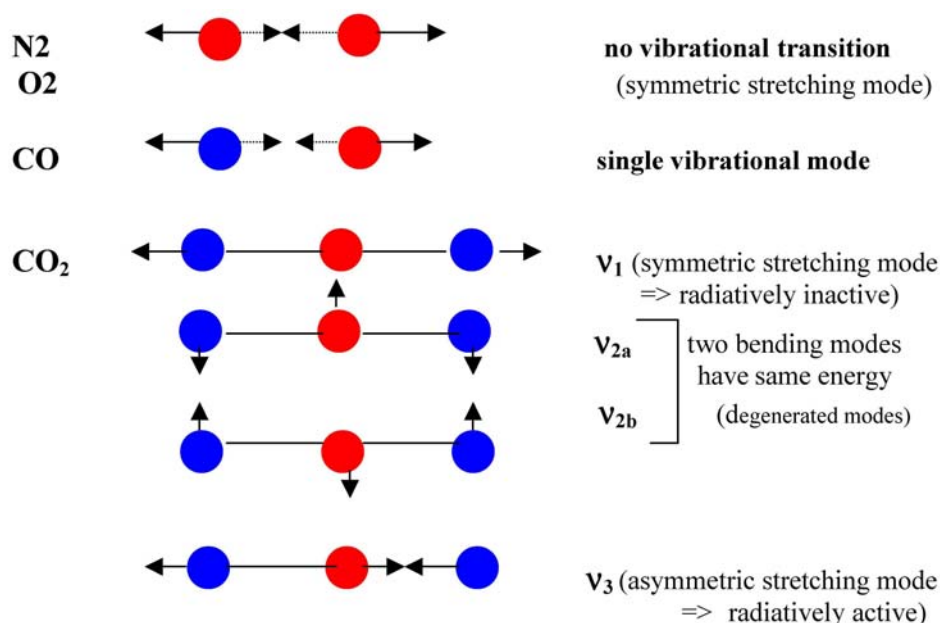 N2 no vibrational transition
O2 (symmetric stretching mode)
CO single vibrational mode
CO₂ ν₁ (symmetric stretching mode
=> radiatively inactive)
ν₂ₐ two bending modes
have same energy
ν2b (degenerated modes)
ν₃ (asymmetric stretching mode
=> radiatively active)